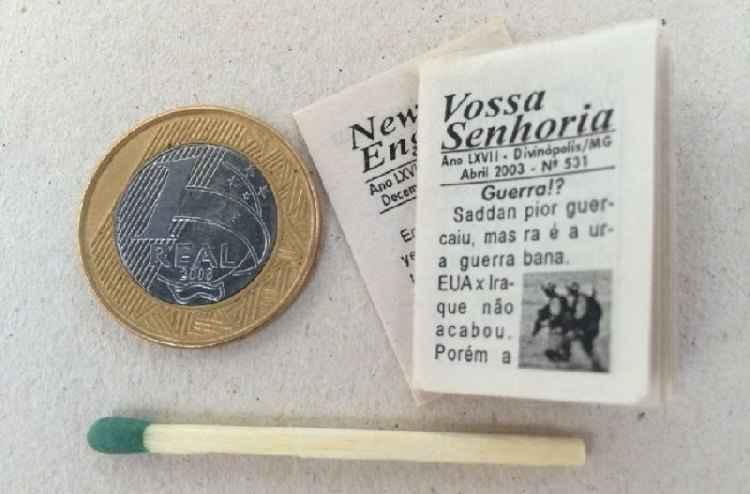 1
REAL
2008
New
Eng
Ano LXV
Decem
Vossa
Senhoria
Ano LXVII - Divinópolis/MG
Abril 2003 - Nº 531
Guerra!?
Saddan pior guer-
caiu, mas ra é a ur-
a guerra bana.
EUA x Ira-
que não
acabou.
Porém a